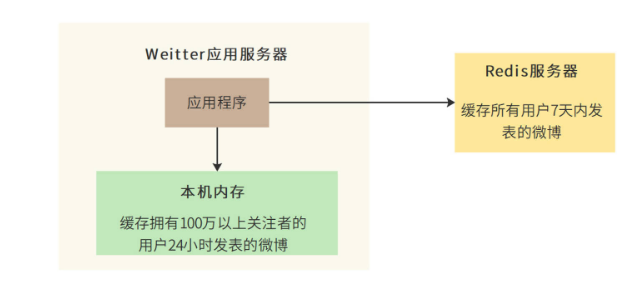 Weitter应用服务器
应用程序
本机内存
缓存拥有100万以上关注者的
用户24小时发表的微博
Redis服务器
缓存所有用户7天内发
表的微博